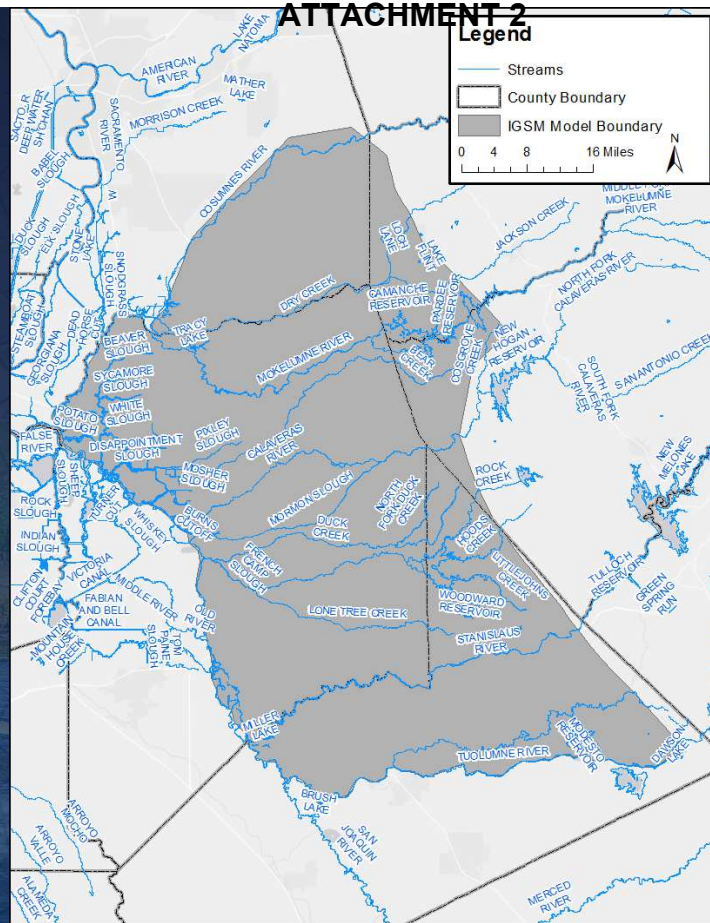 ATTACHMENT 2
Legend
Streams
County Boundary
IGSM Model Boundary
0 4 8 16 Miles
N
LAKE
NATOMA
AMERICAN
RIVER
MATHER
LAKE
MORRISON CREEK
SACTO. R
DEEP WATER
SH CHAN
SACRAMENTO
RIVER
BABEL
SLOUGH
COSUMNES RIVER
MOKELUMNE
RIVER
JACKSON CREEK
DUCK
SLOUGH
ELK SLOUGH
STONE
LAKE
SNODGRASS
SLOUGH
LOCH
LANE
LAKE
FLINT
NORTH FORK
CALAVERAS RIVER
STEAMBOAT
SLOUGH
GEORGIANA
SLOUGH
DEAD
HORSE
CUT
DRY CREEK
CAMANCHE
RESERVOIR
PARDEE
RESERVOIR
TRACY
LAKE
BEAVER
SLOUGH
MOKELUMNE RIVER
BEAR
CREEK
COSGROVE
CREEK
NEW
HOGAN
RESERVOIR
SYCAMORE
SLOUGH
SAN ANTONIO CREEK
SOUTH FORK
CALAVERAS
RIVER
POTATO
SLOUGH
WHITE
SLOUGH
PIXLEY
SLOUGH
FALSE
RIVER
DISAPPOINTMENT
SLOUGH
CALAVERAS
RIVER
MOSHER
SLOUGH
ROCK
CREEK
NEW
MELONES
LAKE
SHEEP
SLOUGH
ROCK
SLOUGH
TURNER
CUT
MORMON SLOUGH
NORTH
FORK DUCK
CREEK
WHISKEY
SLOUGH
BURNS
CUTOFF
DUCK
CREEK
HOODS
CREEK
INDIAN
SLOUGH
FRENCH
CAMP
SLOUGH
LITTLEJOHNS
CREEK
TULLOCH
RESERVOIR
VICTORIA
CANAL
CLIFTON
COURT
FOREBAY
MIDDLE RIVER
WOODWARD
RESERVOIR
GREEN
SPRINGS
RUN
FABIAN
AND BELL
CANAL
OLD
RIVER
LONE TREE CREEK
MOUNTAIN
HOUSE
CREEK
TOM
PAINE
SLOUGH
STANISLAUS
RIVER
MILLER
LAKE
TUOLUMNE RIVER
MODESTO
RESERVOIR
DAWSON
LAKE
BRUSH
LAKE
SAN
JOAQUIN
RIVER
ARROYO
MOCHO
ARROYO
VALLE
ALAMEDA
CREEK
MERCED
RIVER